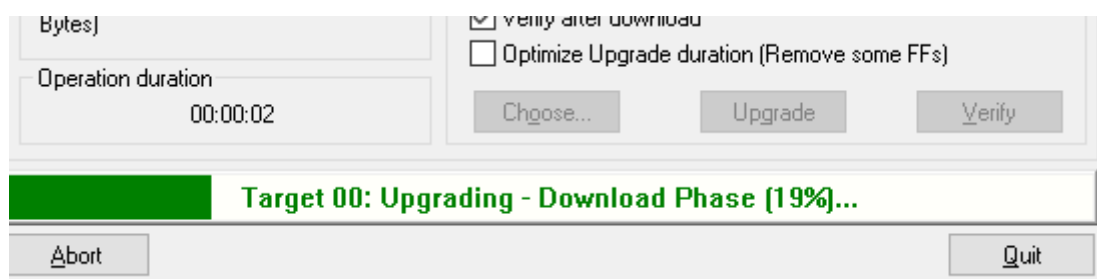 Bytes)
Verify after download
Optimize Upgrade duration (Remove some FFs)
Operation duration
00:00:02
Choose...
Upgrade
Verify
Target 00: Upgrading - Download Phase (19%)...
Abort
Quit